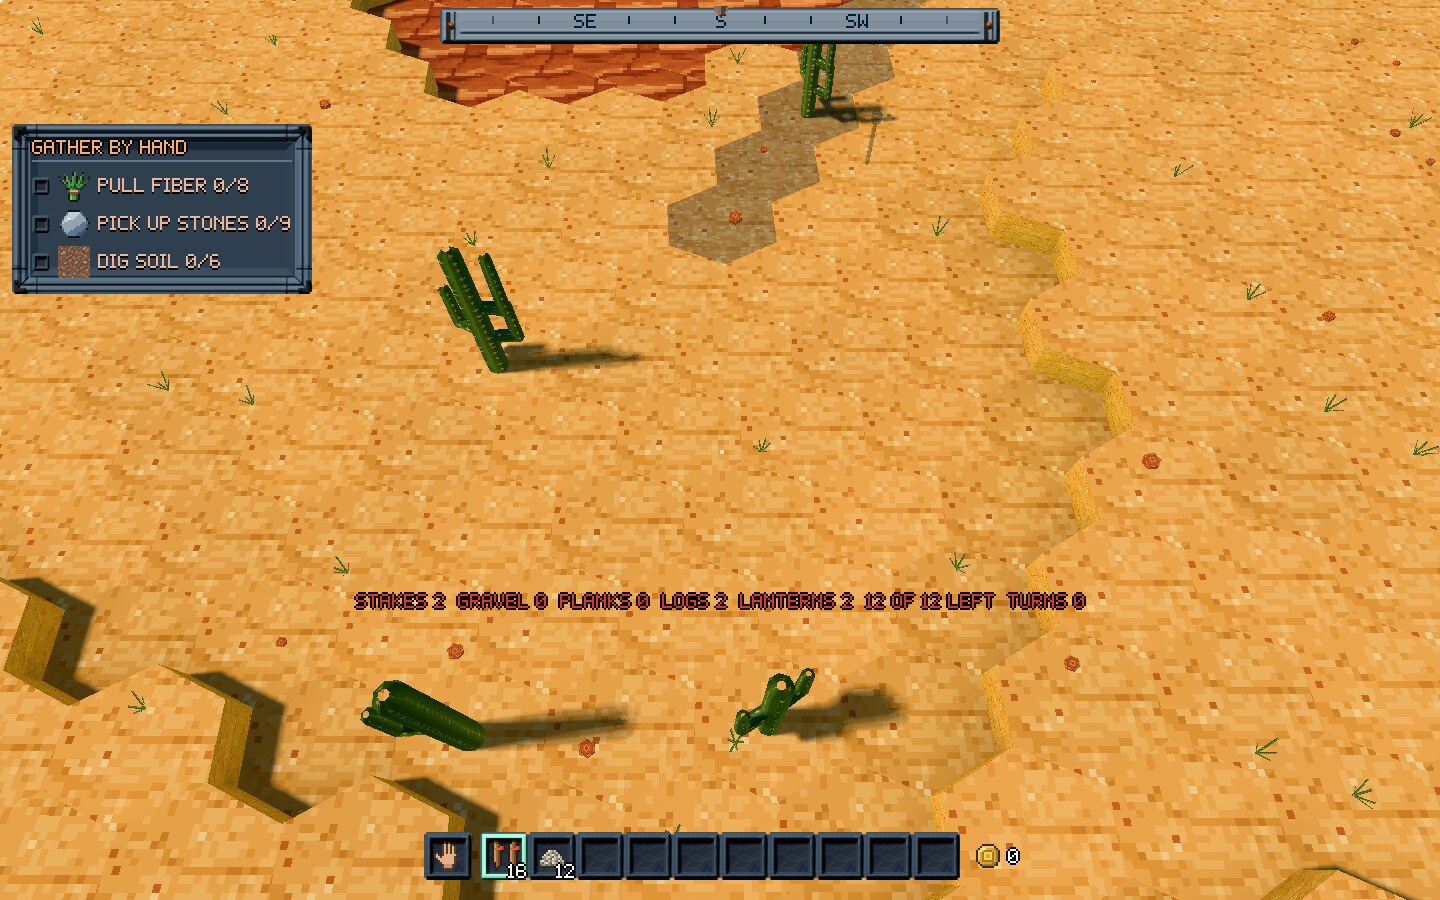 SE S SW
GATHER BY HAND
PULL FIBER 0/8
PICK UP STONES 0/9
DIG SOIL 0/6
STAKES 2 GRAVEL 0 PLANKS 0 LOGS 2 LANTERNS 2 12 OF 12 LEFT TURNS 0
16 12 0